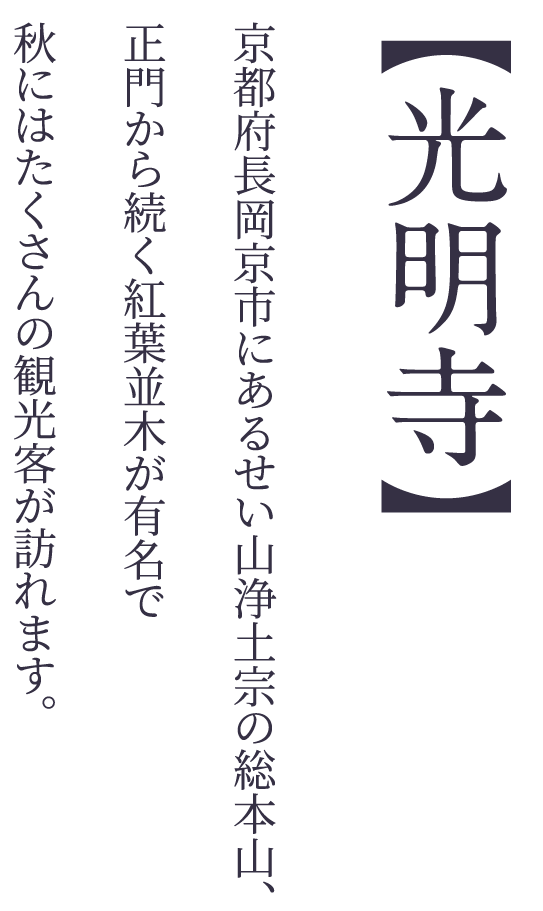 【光明寺】
京都府長岡京市にあるせい山浄土宗の総本山、
正門から続く紅葉並木が有名で
秋にはたくさんの観光客が訪れます。